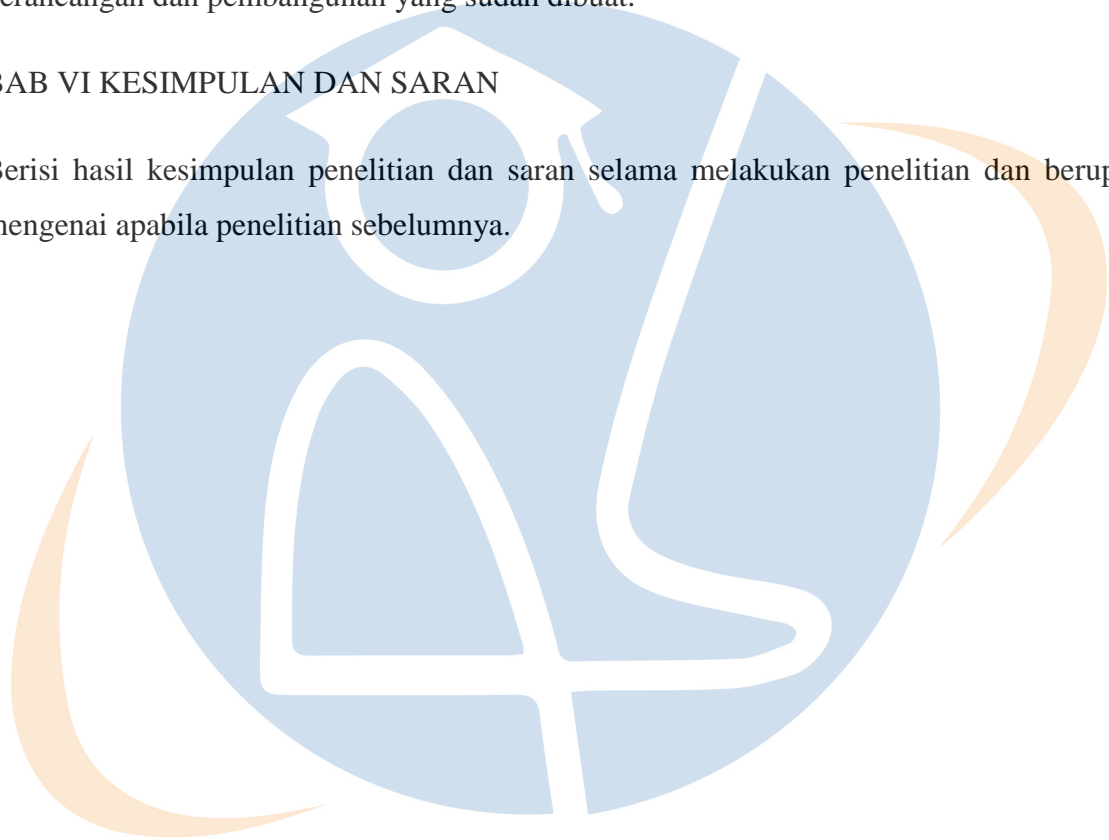 erancangan dan pembangunan yang sudah dibuat.
BAB VI KESIMPULAN DAN SARAN
Berisi hasil kesimpulan penelitian dan saran selama melakukan penelitian dan berup
mengenai apabila penelitian sebelumnya.